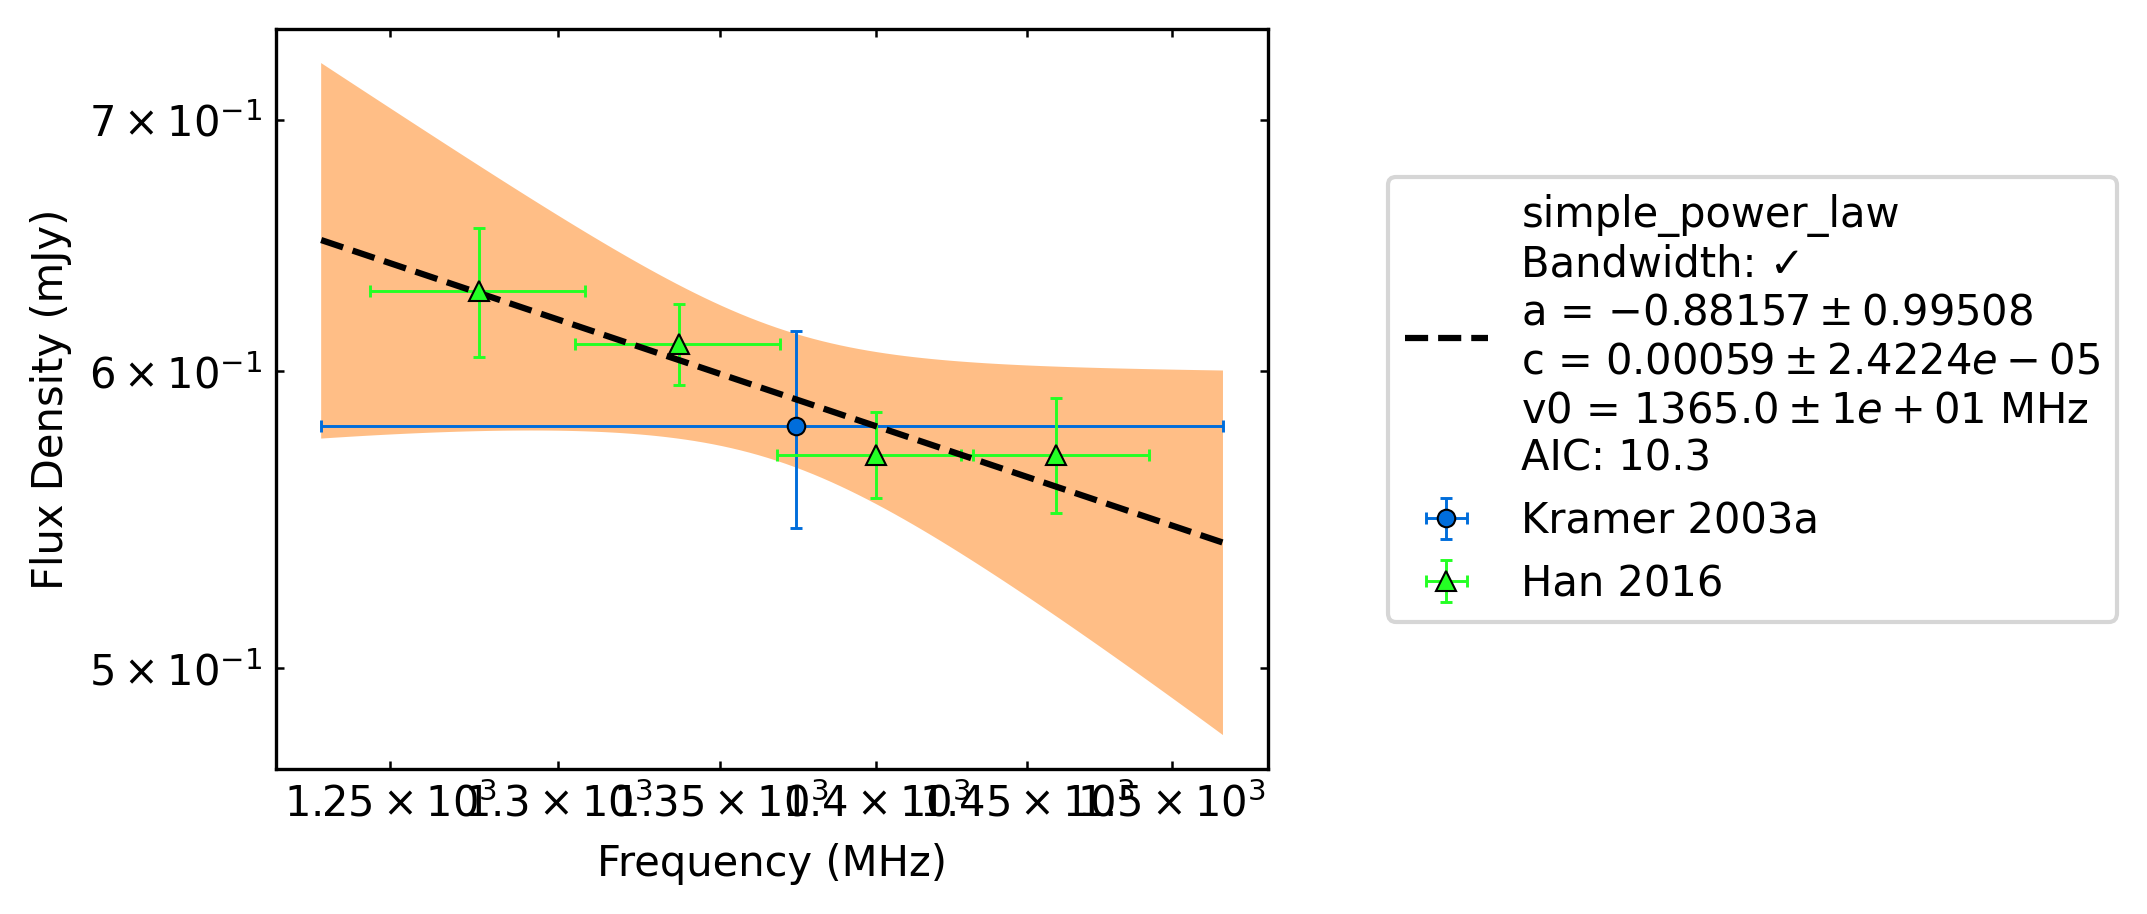 Flux Density (mJy)
7 × 10⁻¹
6 × 10⁻¹
5 × 10⁻¹
1.25 × 10³
1.3 × 10³
1.35 × 10³
1.4 × 10³
1.45 × 10³
1.5 × 10³
Frequency (MHz)
simple_power_law
Bandwidth: ✓
a = −0.88157 ± 0.99508
c = 0.00059 ± 2.4224e − 05
v0 = 1365.0 ± 1e + 01 MHz
AIC: 10.3
Kramer 2003a
Han 2016